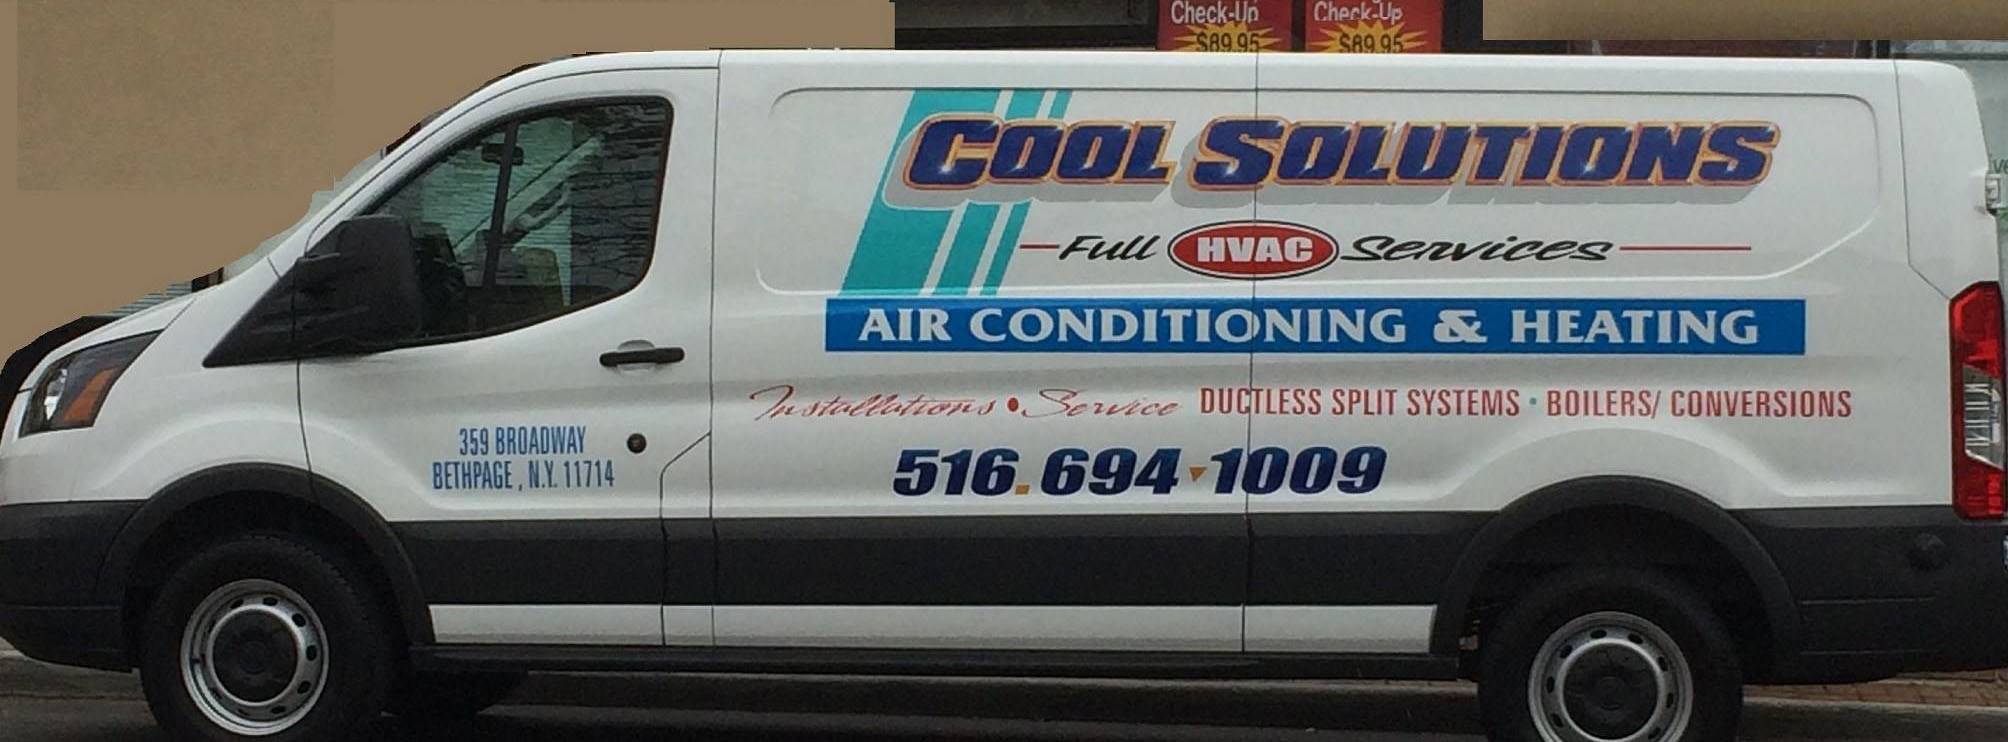 Check-Up
$89.95
Check-Up
$89.95
COOL SOLUTIONS
Full HVAC Services
AIR CONDITIONING & HEATING
Installations • Service DUCTLESS SPLIT SYSTEMS • BOILERS/ CONVERSIONS
516.694-1009
359 BROADWAY
BETHPAGE, N.Y. 11714